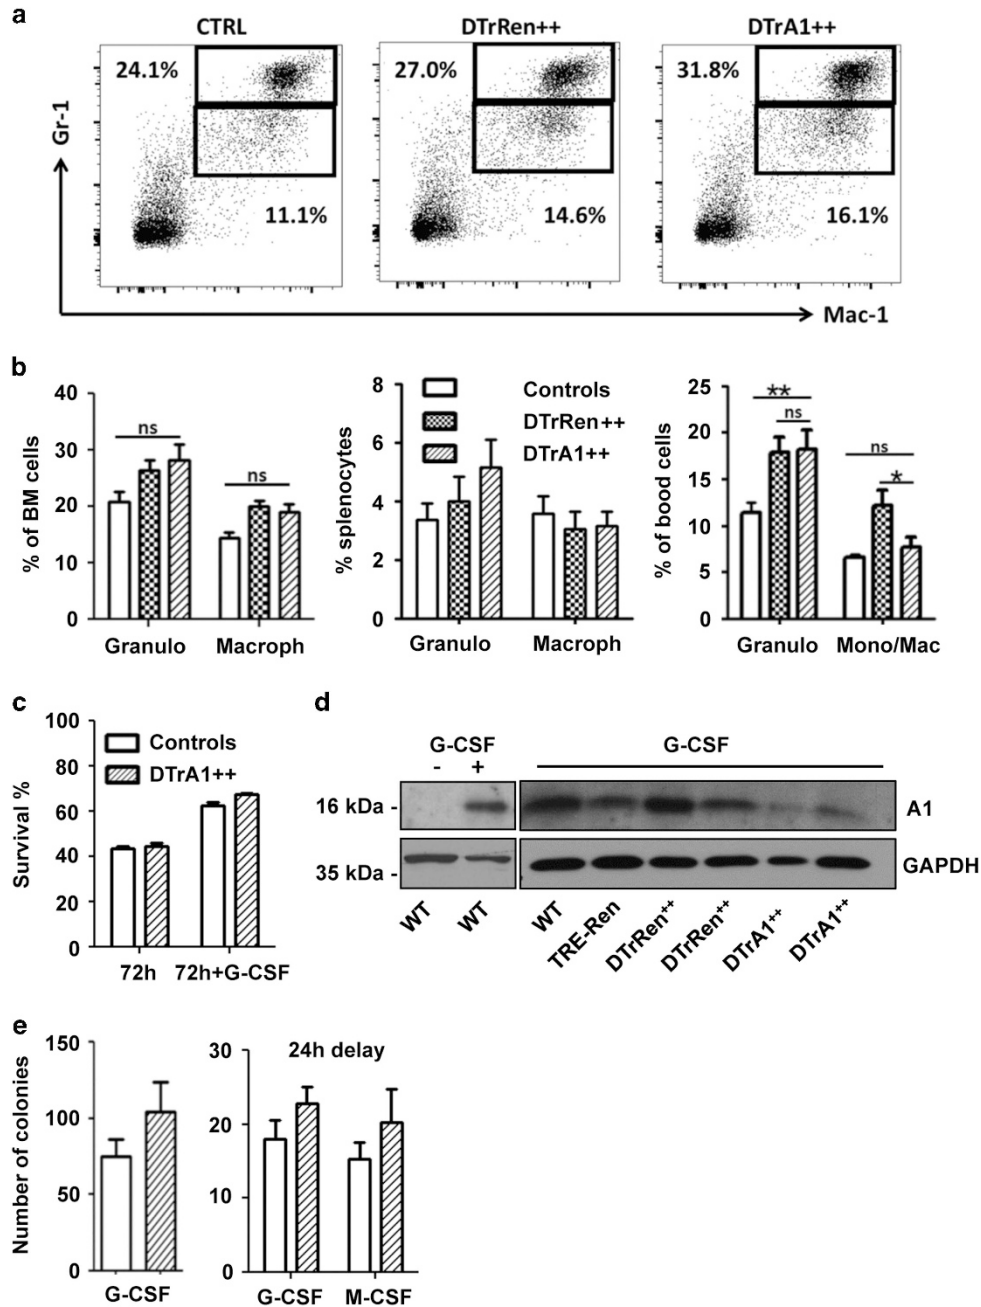 a
CTRL
DTrRen++
DTrA1++
24.1%
27.0%
31.8%
Gr-1
11.1%
14.6%
16.1%
Mac-1
b
40
30
20
10
0
% of BM cells
ns
ns
Granulo
Macroph
8
6
4
2
0
% splenocytes
Controls
DTrRen++
DTrA1++
Granulo
Macroph
25
20
15
10
5
0
% of bood cells
**
ns
ns
*
Granulo
Mono/Mac
c
100
80
60
40
20
0
Survival %
Controls
DTrA1++
72h
72h+G-CSF
d
G-CSF
- +
G-CSF
16 kDa -
A1
35 kDa -
GAPDH
WT
WT
WT
TRE-Ren
DTrRen++
DTrRen++
DTrA1++
DTrA1++
e
150
100
50
0
Number of colonies
G-CSF
30
20
10
0
24h delay
G-CSF
M-CSF